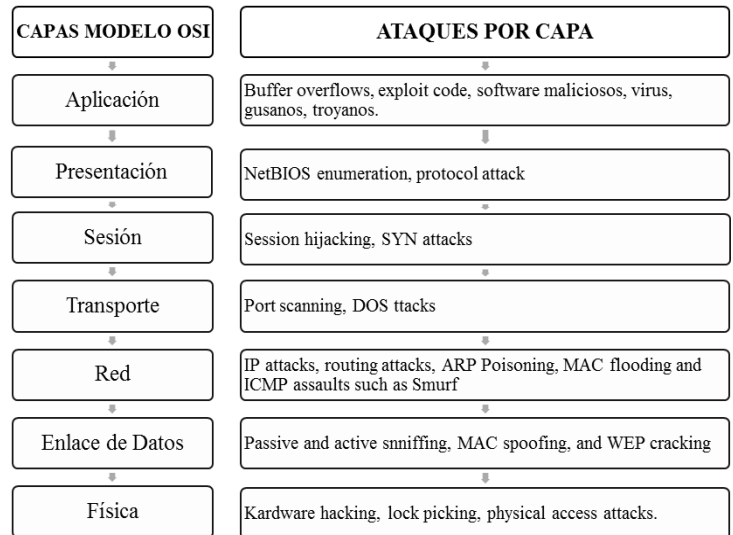 CAPAS MODELO OSI
ATAQUES POR CAPA
Aplicación
Buffer overflows, exploit code, software maliciosos, virus,
gusanos, troyanos.
Presentación
NetBIOS enumeration, protocol attack
Sesión
Session hijacking, SYN attacks
Transporte
Port scanning, DOS ttacks
Red
IP attacks, routing attacks, ARP Poisoning, MAC flooding and
ICMP assaults such as Smurf
Enlace de Datos
Passive and active snniffing, MAC spoofing, and WEP cracking
Física
Kardware hacking, lock picking, physical access attacks.